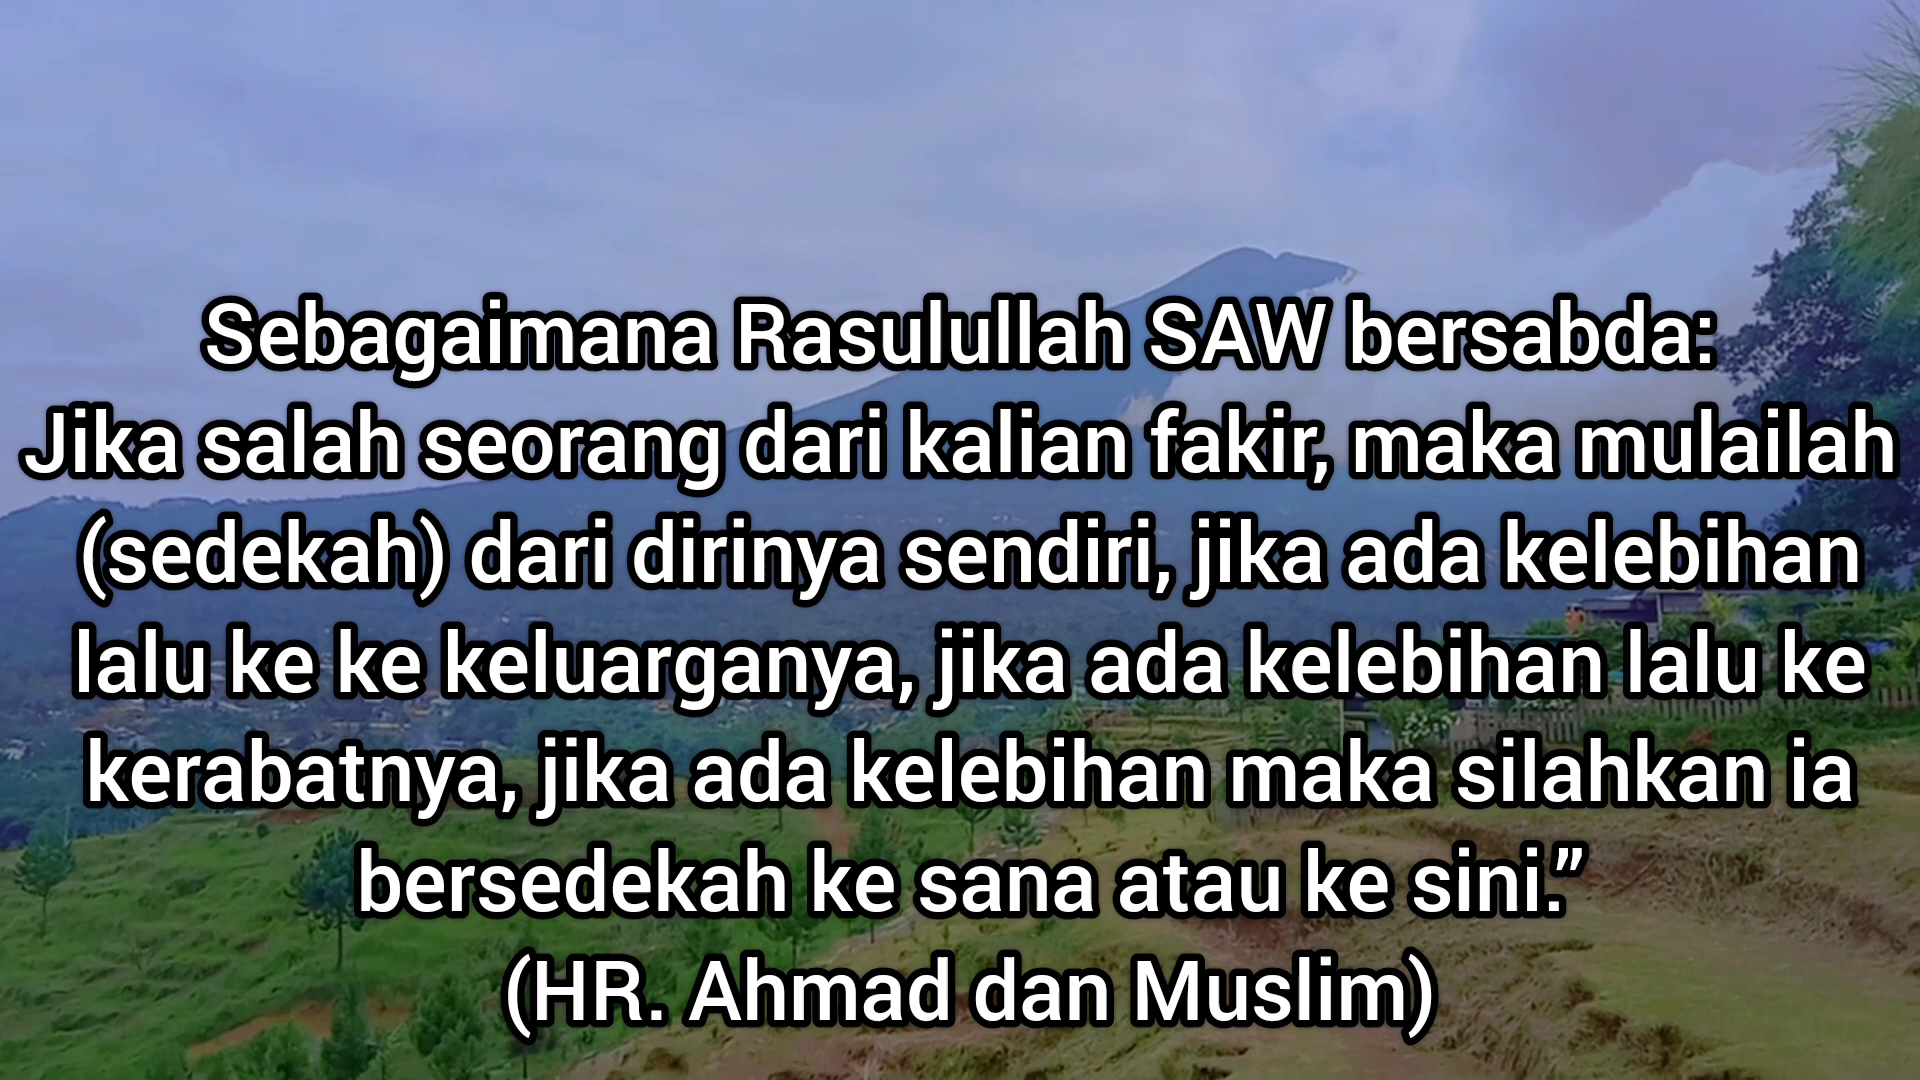 Sebagaimana Rasulullah SAW bersabda:
Jika salah seorang dari kalian fakir, maka mulailah
(sedekah) dari dirinya sendiri, jika ada kelebihan
lalu ke ke keluarganya, jika ada kelebihan lalu ke
kerabatnya, jika ada kelebihan maka silahkan ia
bersedekah ke sana atau ke sini.”
(HR. Ahmad dan Muslim)